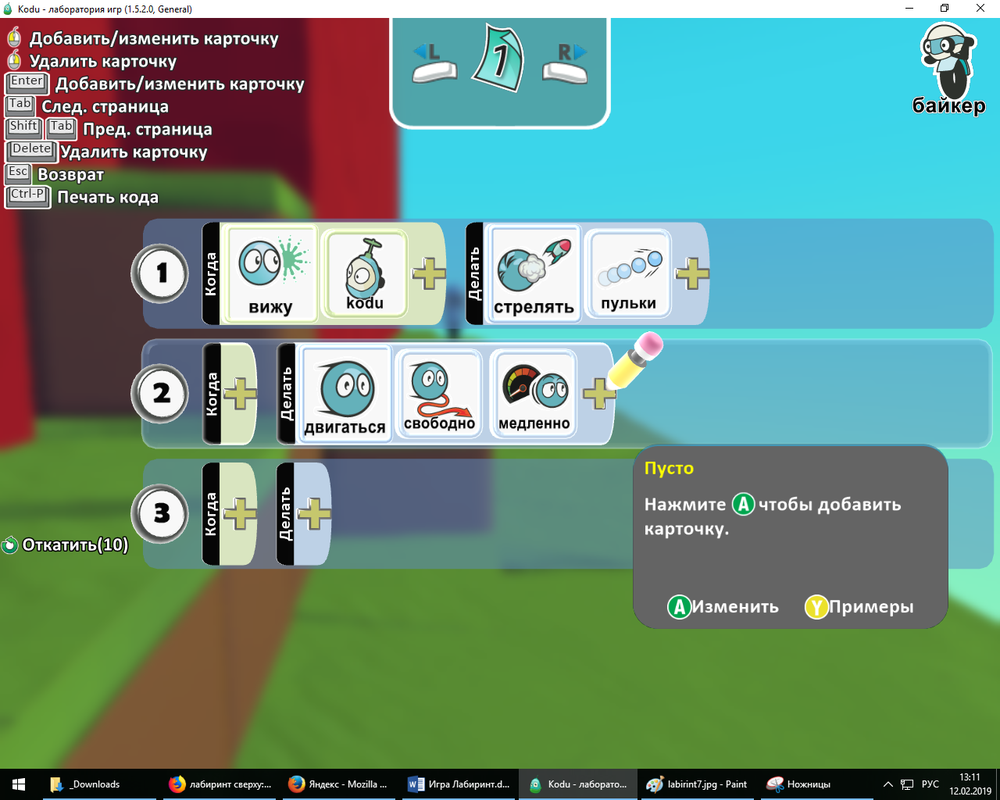 Kodu - лаборатория игр (1.5.2.0, General)
Добавить/изменить карточку
Удалить карточку
Enter Добавить/изменить карточку
Tab След. страница
Shift Tab Пред. страница
Delete Удалить карточку
Esc Возврат
Ctrl-P Печать кода
L 1 R
байкер
1 Когда вижу kodu Делать стрелять пульки
2 Когда Делать двигаться свободно медленно
3 Когда Делать
Откатить(10)
Пусто
Нажмите A чтобы добавить
карточку.
A Изменить Y Примеры
_Downloads
лабиринт сверху:...
Яндекс - Mozilla ...
Игра Лабиринт.d...
Kodu - лаборато...
labirint7.jpg - Paint
Ножницы
РУС
13:11
12.02.2019